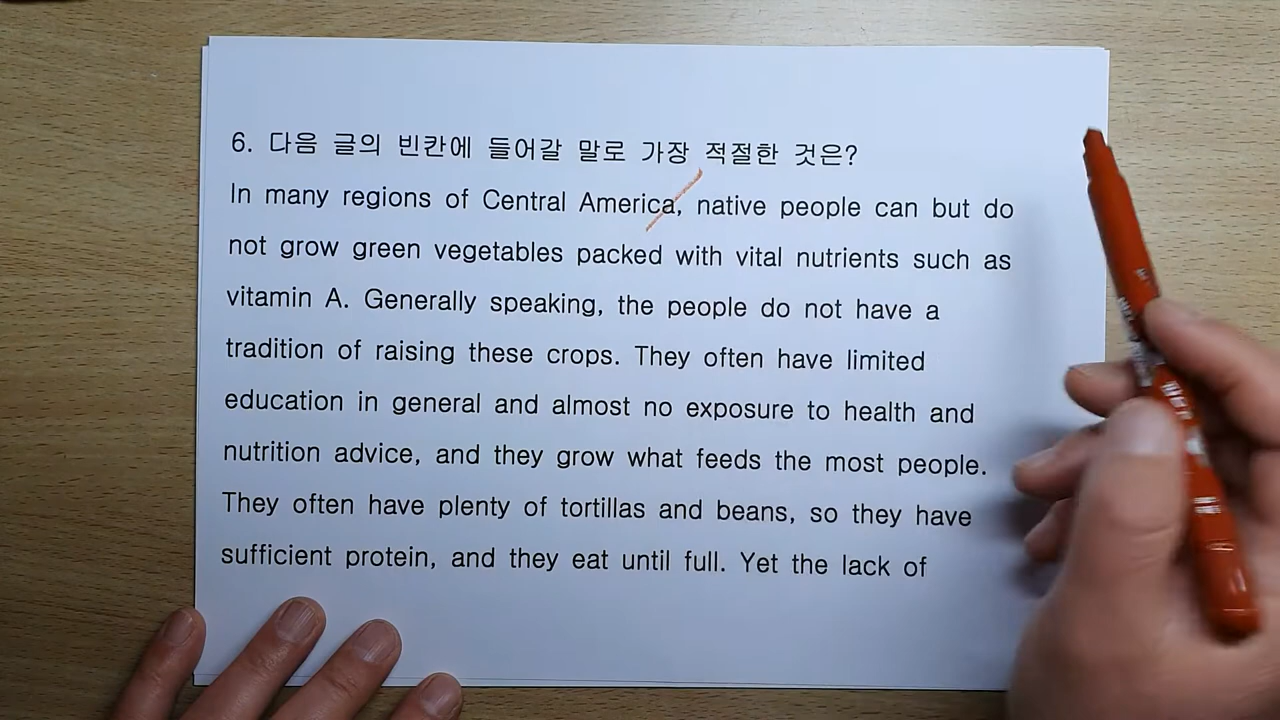 6. 다음 글의 빈칸에 들어갈 말로 가장 적절한 것은?
In many regions of Central America, native people can but do
not grow green vegetables packed with vital nutrients such as
vitamin A. Generally speaking, the people do not have a
tradition of raising these crops. They often have limited
education in general and almost no exposure to health and
nutrition advice, and they grow what feeds the most people.
They often have plenty of tortillas and beans, so they have
sufficient protein, and they eat until full. Yet the lack of